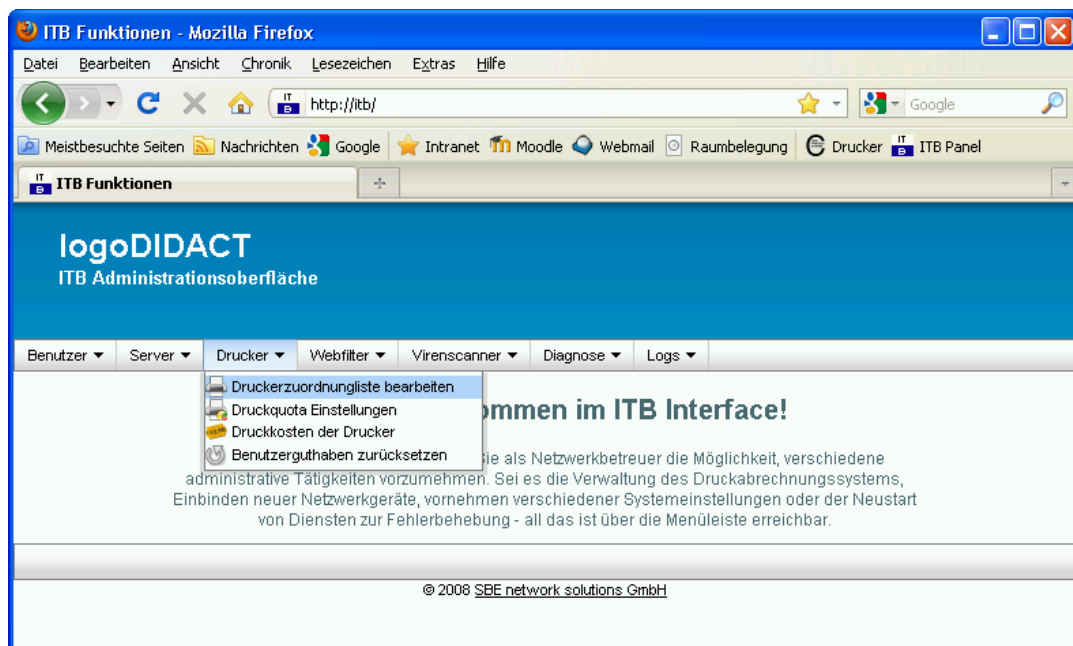 ITB Funktionen - Mozilla Firefox
Datei Bearbeiten Ansicht Chronik Lesezeichen Extras Hilfe
IT B http://itb/ Google
Meistbesuchte Seiten Nachrichten Google Intranet Moodle Webmail Raumbelegung Drucker IT B ITB Panel
IT B ITB Funktionen
logoDIDACT
ITB Administrationsoberfläche
Benutzer Server Drucker Webfilter Virenscanner Diagnose Logs
Druckerzuordnungliste bearbeiten
Druckquota Einstellungen
Druckkosten der Drucker
Benutzerguthaben zurücksetzen
ommen im ITB Interface!
ie als Netzwerkbetreuer die Möglichkeit, verschiedene
administrative Tätigkeiten vorzunehmen. Sei es die Verwaltung des Druckabrechnungssystems,
Einbinden neuer Netzwerkgeräte, vornehmen verschiedener Systemeinstellungen oder der Neustart
von Diensten zur Fehlerbehebung - all das ist über die Menüleiste erreichbar.
© 2008 SBE network solutions GmbH